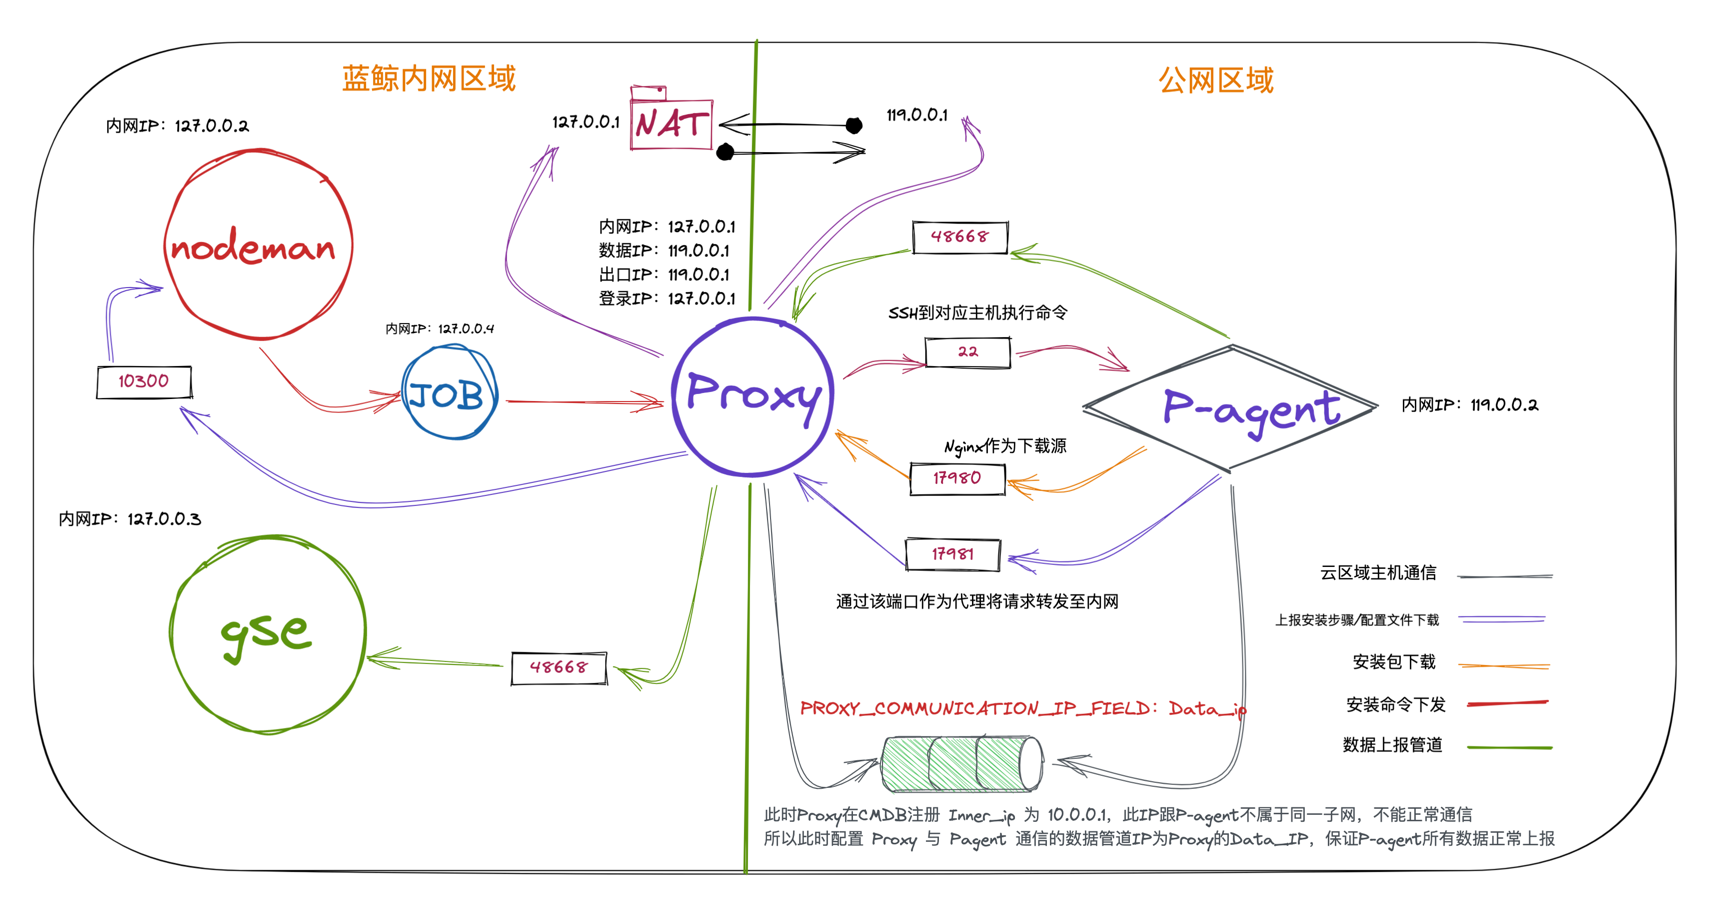 蓝鲸内网区域
公网区域
内网IP：127.0.0.2
127.0.0.1
NAT
119.0.0.1
nodeman
内网IP：127.0.0.1
数据IP：119.0.0.1
出口IP：119.0.0.1
登录IP：127.0.0.1
48668
SSH到对应主机执行命令
内网IP：127.0.0.4
22
10300
JOB
Proxy
P-agent
内网IP：119.0.0.2
Nginx作为下载源
17980
内网IP：127.0.0.3
17981
通过该端口作为代理将请求转发至内网
gse
48668
云区域主机通信
上报安装步骤/配置文件下载
安装包下载
安装命令下发
数据上报管道
PROXY_COMMUNICATION_IP_FIELD：Data_ip
此时Proxy在CMDB注册 Inner_ip 为 10.0.0.1，此IP跟P-agent不属于同一子网，不能正常通信
所以此时配置 Proxy 与 Pagent 通信的数据管道IP为Proxy的Data_IP，保证P-agent所有数据正常上报